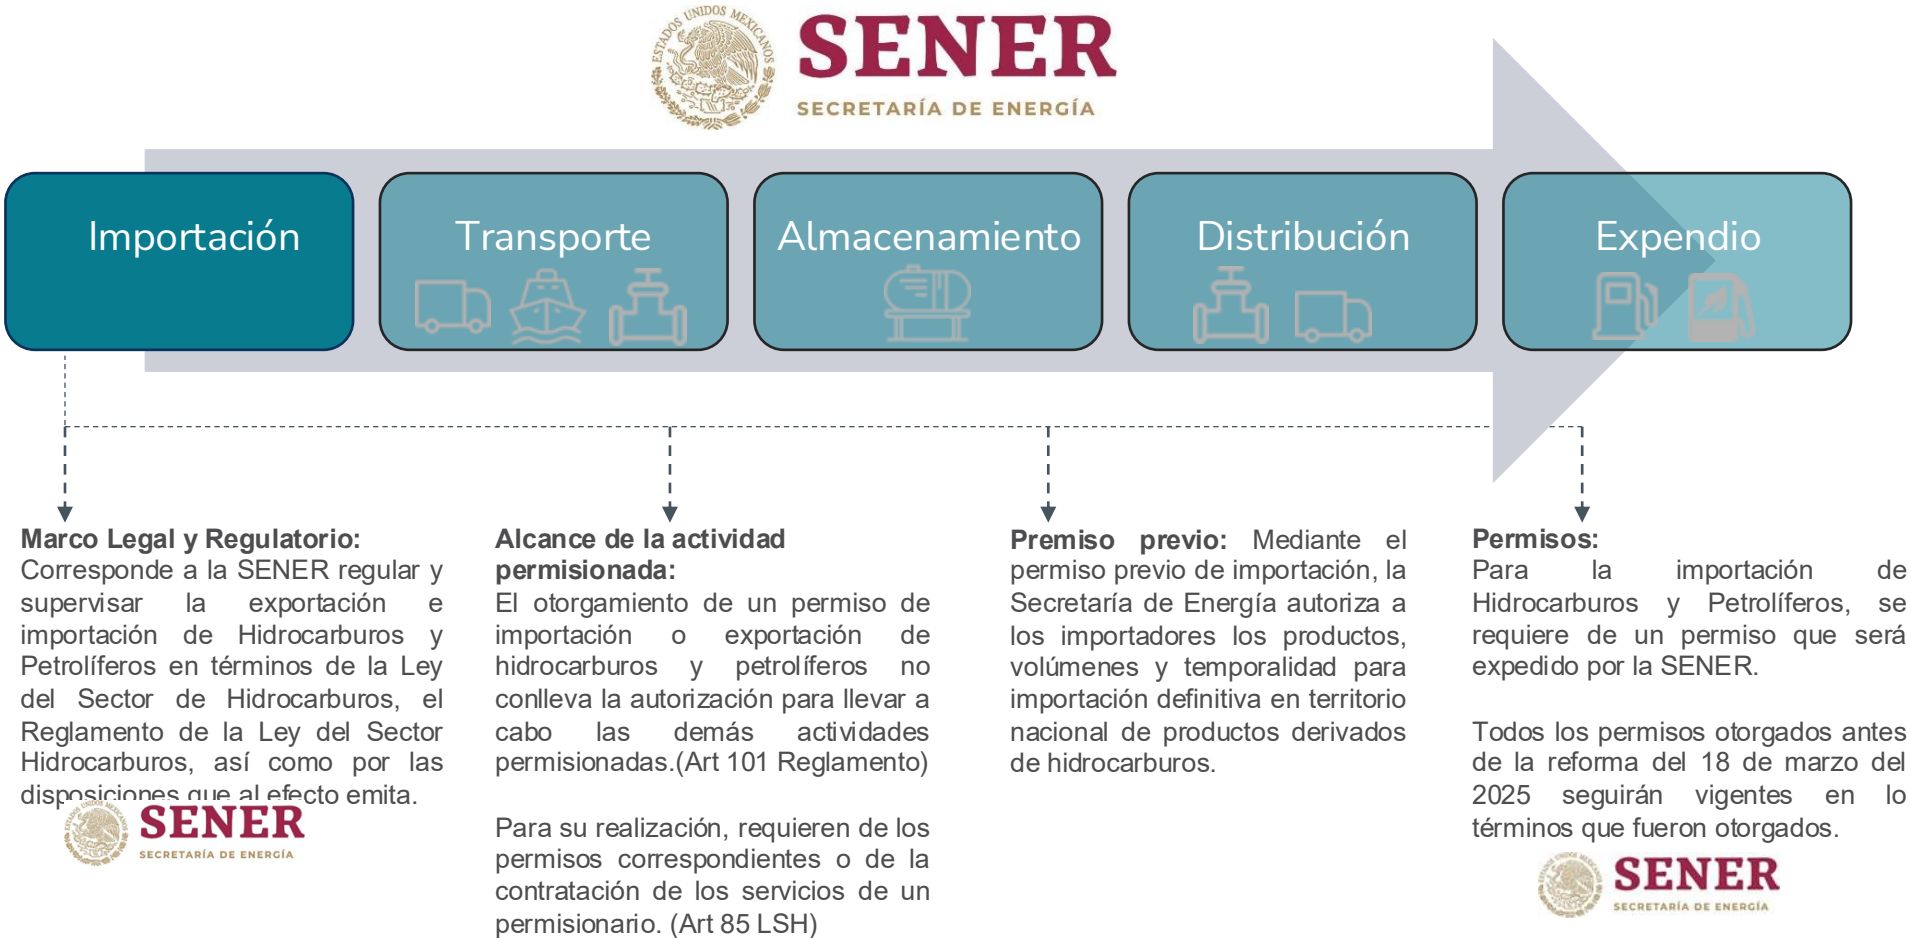 ESTADOS UNIDOS MEXICANOS
SENER
SECRETARÍA DE ENERGÍA
Importación
Transporte
Almacenamiento
Distribución
Expendio
Marco Legal y Regulatorio:
Corresponde a la SENER regular y
supervisar la exportación e
importación de Hidrocarburos y
Petrolíferos en términos de la Ley
del Sector de Hidrocarburos, el
Reglamento de la Ley del Sector
Hidrocarburos, así como por las
disposiciones que al efecto emita.
SENER
SECRETARÍA DE ENERGÍA
Alcance de la actividad
permisionada:
El otorgamiento de un permiso de
importación o exportación de
hidrocarburos y petrolíferos no
conlleva la autorización para llevar a
cabo las demás actividades
permisionadas.(Art 101 Reglamento)
Para su realización, requieren de los
permisos correspondientes o de la
contratación de los servicios de un
permisionario. (Art 85 LSH)
Premiso previo: Mediante el
permiso previo de importación, la
Secretaría de Energía autoriza a
los importadores los productos,
volúmenes y temporalidad para
importación definitiva en territorio
nacional de productos derivados
de hidrocarburos.
Permisos:
Para la importación de
Hidrocarburos y Petrolíferos, se
requiere de un permiso que será
expedido por la SENER.
Todos los permisos otorgados antes
de la reforma del 18 de marzo del
2025 seguirán vigentes en lo
términos que fueron otorgados.
SENER
SECRETARÍA DE ENERGÍA